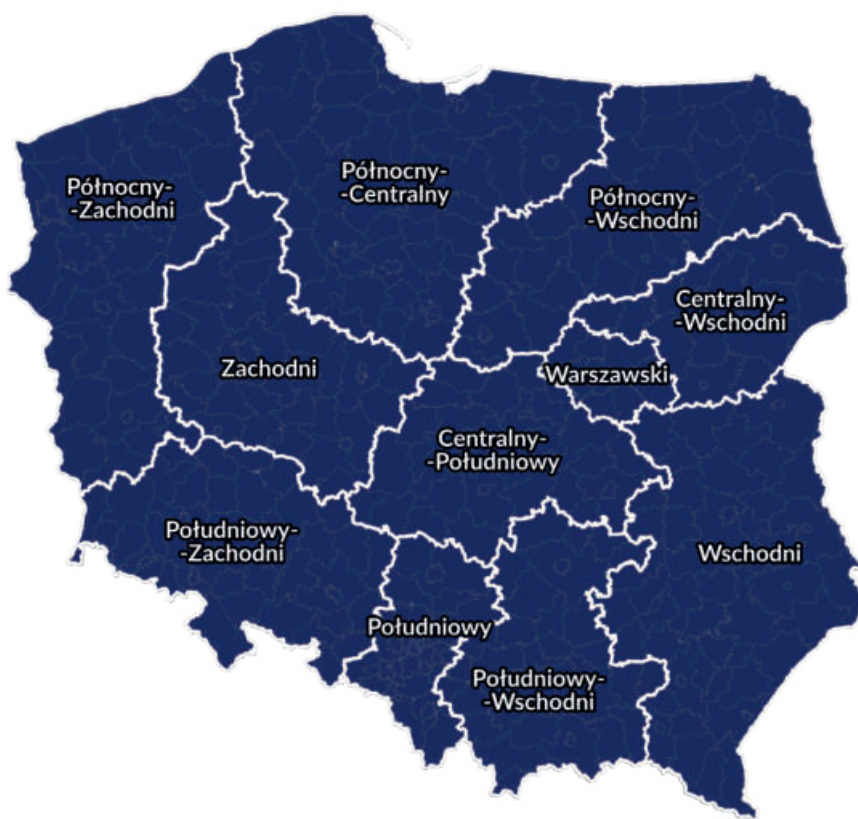 Północny-
-Zachodni
Północny-
-Centralny
Północny-
-Wschodni
Centralny-
-Wschodni
Zachodni
Warszawski
Centralny-
-Południowy
Południowy-
-Zachodni
Wschodni
Południowy
Południowy-
-Wschodni